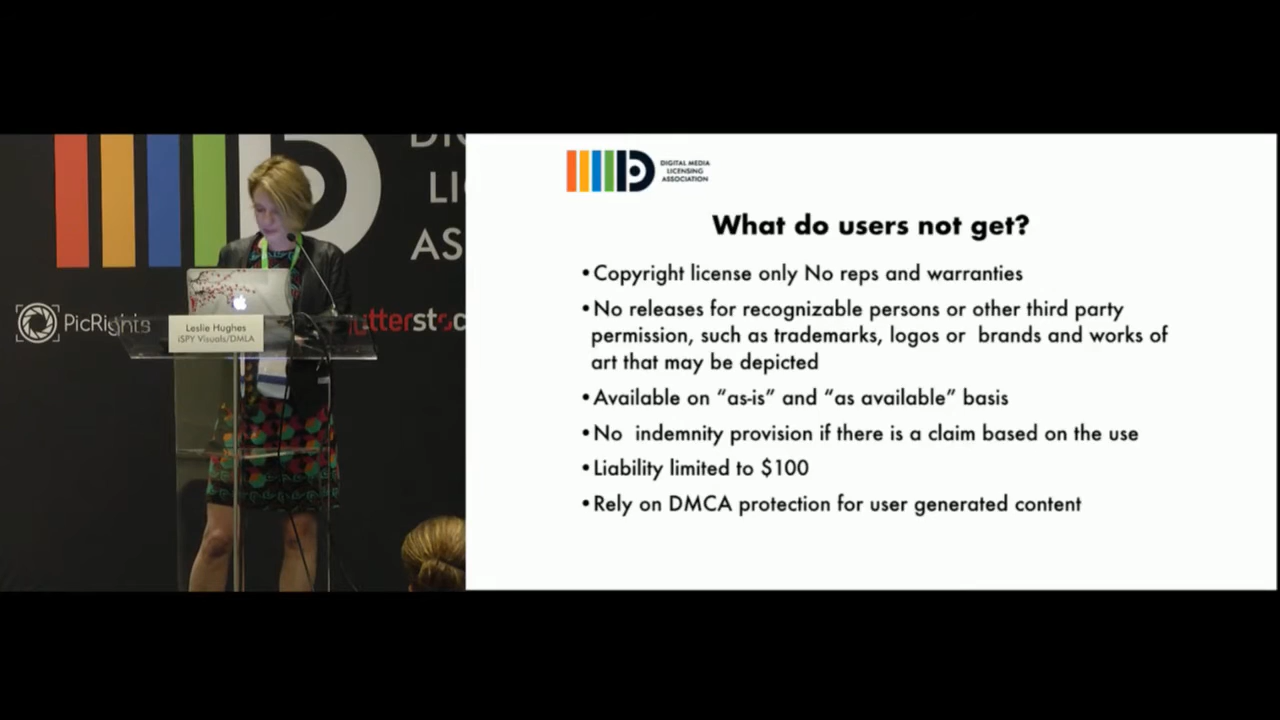 DIGITAL MEDIA
LICENSING
ASSOCIATION
What do users not get?
•Copyright license only No reps and warranties
•No releases for recognizable persons or other third party
permission, such as trademarks, logos or brands and works of
art that may be depicted
•Available on “as-is” and “as available” basis
•No indemnity provision if there is a claim based on the use
•Liability limited to $100
•Rely on DMCA protection for user generated content
LI
AS
PicRights
utterstoc
Leslie Hughes
iSPY Visuals/DMLA